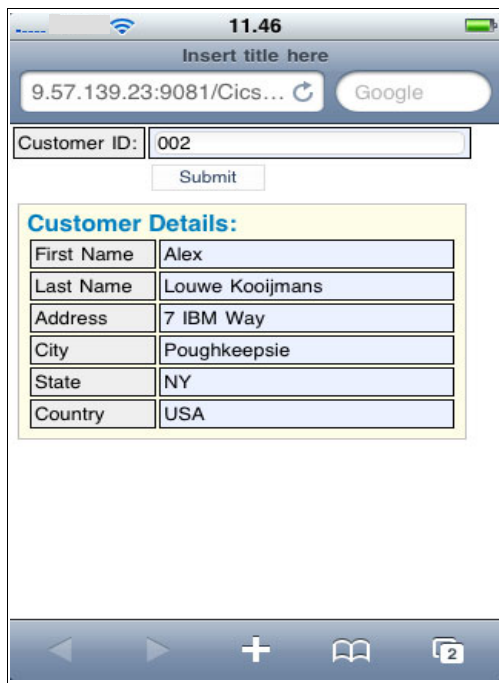 11.46
Insert title here
9.57.139.23:9081/Cics... Google
Customer ID: 002
Submit
Customer Details:
First Name Alex
Last Name Louwe Kooijmans
Address 7 IBM Way
City Poughkeepsie
State NY
Country USA
2